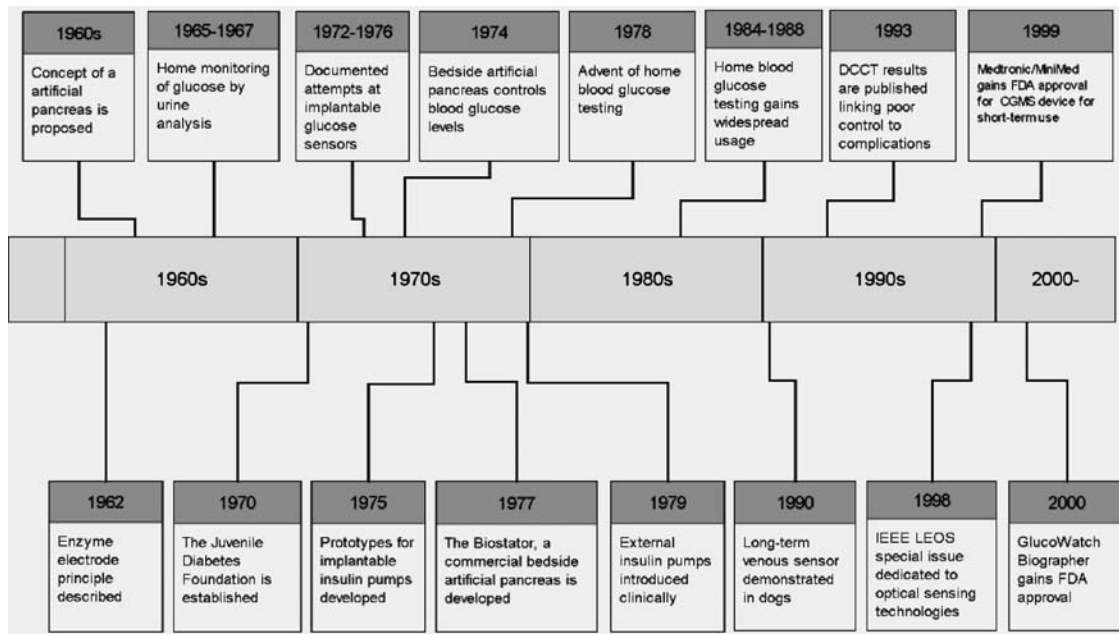 1960s
Concept of a
artificial
pancreas is
proposed
1965-1967
Home monitoring
of glucose by
urine
analysis
1972-1976
Documented
attempts at
implantable
glucose
sensors
1974
Bedside artificial
pancreas controls
blood glucose
levels
1978
Advent of home
blood glucose
testing
1984-1988
Home blood
glucose
testing gains
widespread
usage
1993
DCCT results
are published
linking poor
control to
complications
1999
Medtronic/MiniMed
gains FDA approval
for CGMS device for
short-term use
1960s
1970s
1980s
1990s
2000-
1962
Enzyme
electrode
principle
described
1970
The Juvenile
Diabetes
Foundation is
established
1975
Prototypes for
implantable
insulin pumps
developed
1977
The Biostator, a
commercial bedside
artificial pancreas is
developed
1979
External
insulin pumps
introduced
clinically
1990
Long-term
venous sensor
demonstrated
in dogs
1998
IEEE LEOS
special issue
dedicated to
optical sensing
technologies
2000
GlucoWatch
Biographer
gains FDA
approval